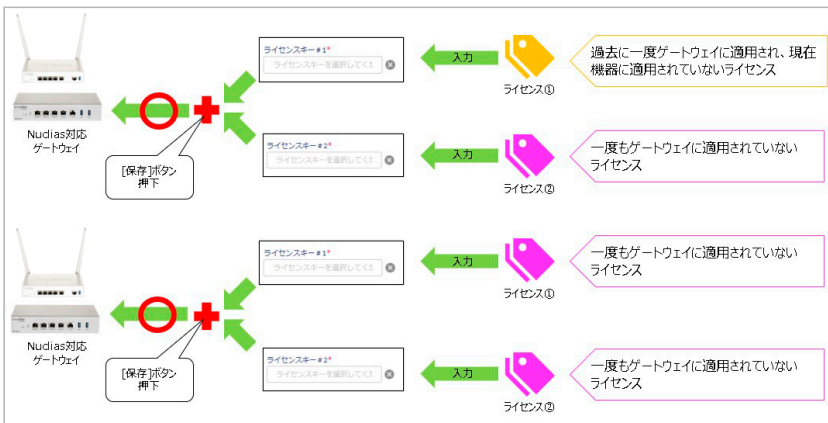 ライセンスキー#1*
ライセンスキーを選択してくだ
入力
ライセンス①
過去に一度ゲートウェイに適用され、現在
機器に適用されていないライセンス
Nuclias対応
ゲートウェイ
[保存]ボタン
押下
ライセンスキー#2*
ライセンスキーを選択してくだ
入力
ライセンス②
一度もゲートウェイに適用されていない
ライセンス
ライセンスキー#1*
ライセンスキーを選択してくだ
入力
ライセンス①
一度もゲートウェイに適用されていない
ライセンス
Nuclias対応
ゲートウェイ
[保存]ボタン
押下
ライセンスキー#2*
ライセンスキーを選択してくだ
入力
ライセンス②
一度もゲートウェイに適用されていない
ライセンス